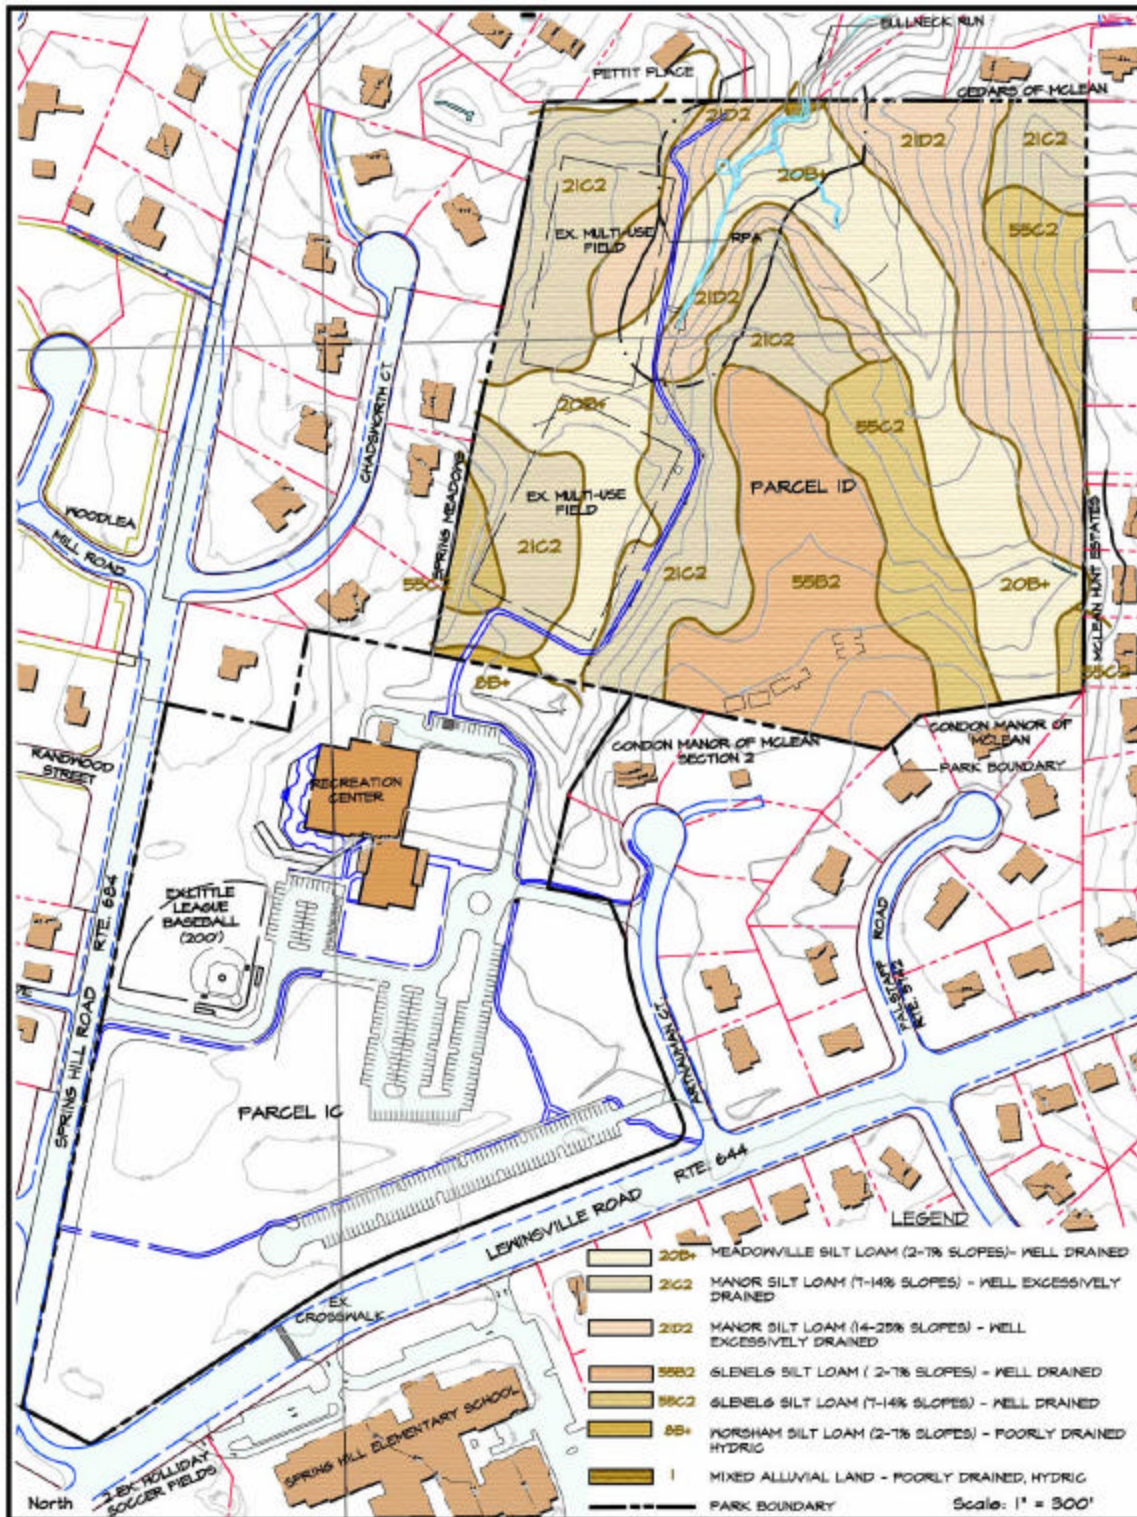 BULLNECK RUN
PETTIT PLACE
CEDARS OF MCLEAN
21D2
21D2
21C2
21C2
20B+
EX. MULTI-USE
FIELD
RPA
55C2
21D2
21C2
20B+
55C2
CHADSWORTH CT.
SPRING MEADOWS
EX. MULTI-USE
FIELD
PARCEL 1D
WOODLEA
MILL ROAD
21C2
21C2
55B2
20B+
55C2
MCLEAN HUNT ESTATES
55C2
8B+
RANDWOOD
STREET
RECREATION
CENTER
CONDON MANOR OF MCLEAN
SECTION 2
CONDON MANOR OF
MCLEAN
PARK BOUNDARY
EX.LITTLE
LEAGUE
BASEBALL
(200')
SPRING HILL ROAD RTE. 684
ROAD
PARCEL 1C
LEWINSVILLE ROAD RTE. 644
EX.
CROSSWALK
SPRING HILL ELEMENTARY SCHOOL
2 EX. HOLLIDAY
SOCCER FIELDS
North
LEGEND
20B+ MEADOWVILLE SILT LOAM (2-7% SLOPES)- WELL DRAINED
21C2 MANOR SILT LOAM (7-14% SLOPES) - WELL EXCESSIVELY
DRAINED
21D2 MANOR SILT LOAM (14-25% SLOPES) - WELL
EXCESSIVELY DRAINED
55B2 GLENELG SILT LOAM ( 2-7% SLOPES) - WELL DRAINED
55C2 GLENELG SILT LOAM (7-14% SLOPES) - WELL DRAINED
8B+ WORSHAM SILT LOAM (2-7% SLOPES) - POORLY DRAINED
HYDRIC
1 MIXED ALLUVIAL LAND - POORLY DRAINED, HYDRIC
PARK BOUNDARY
Scale: 1" = 300'